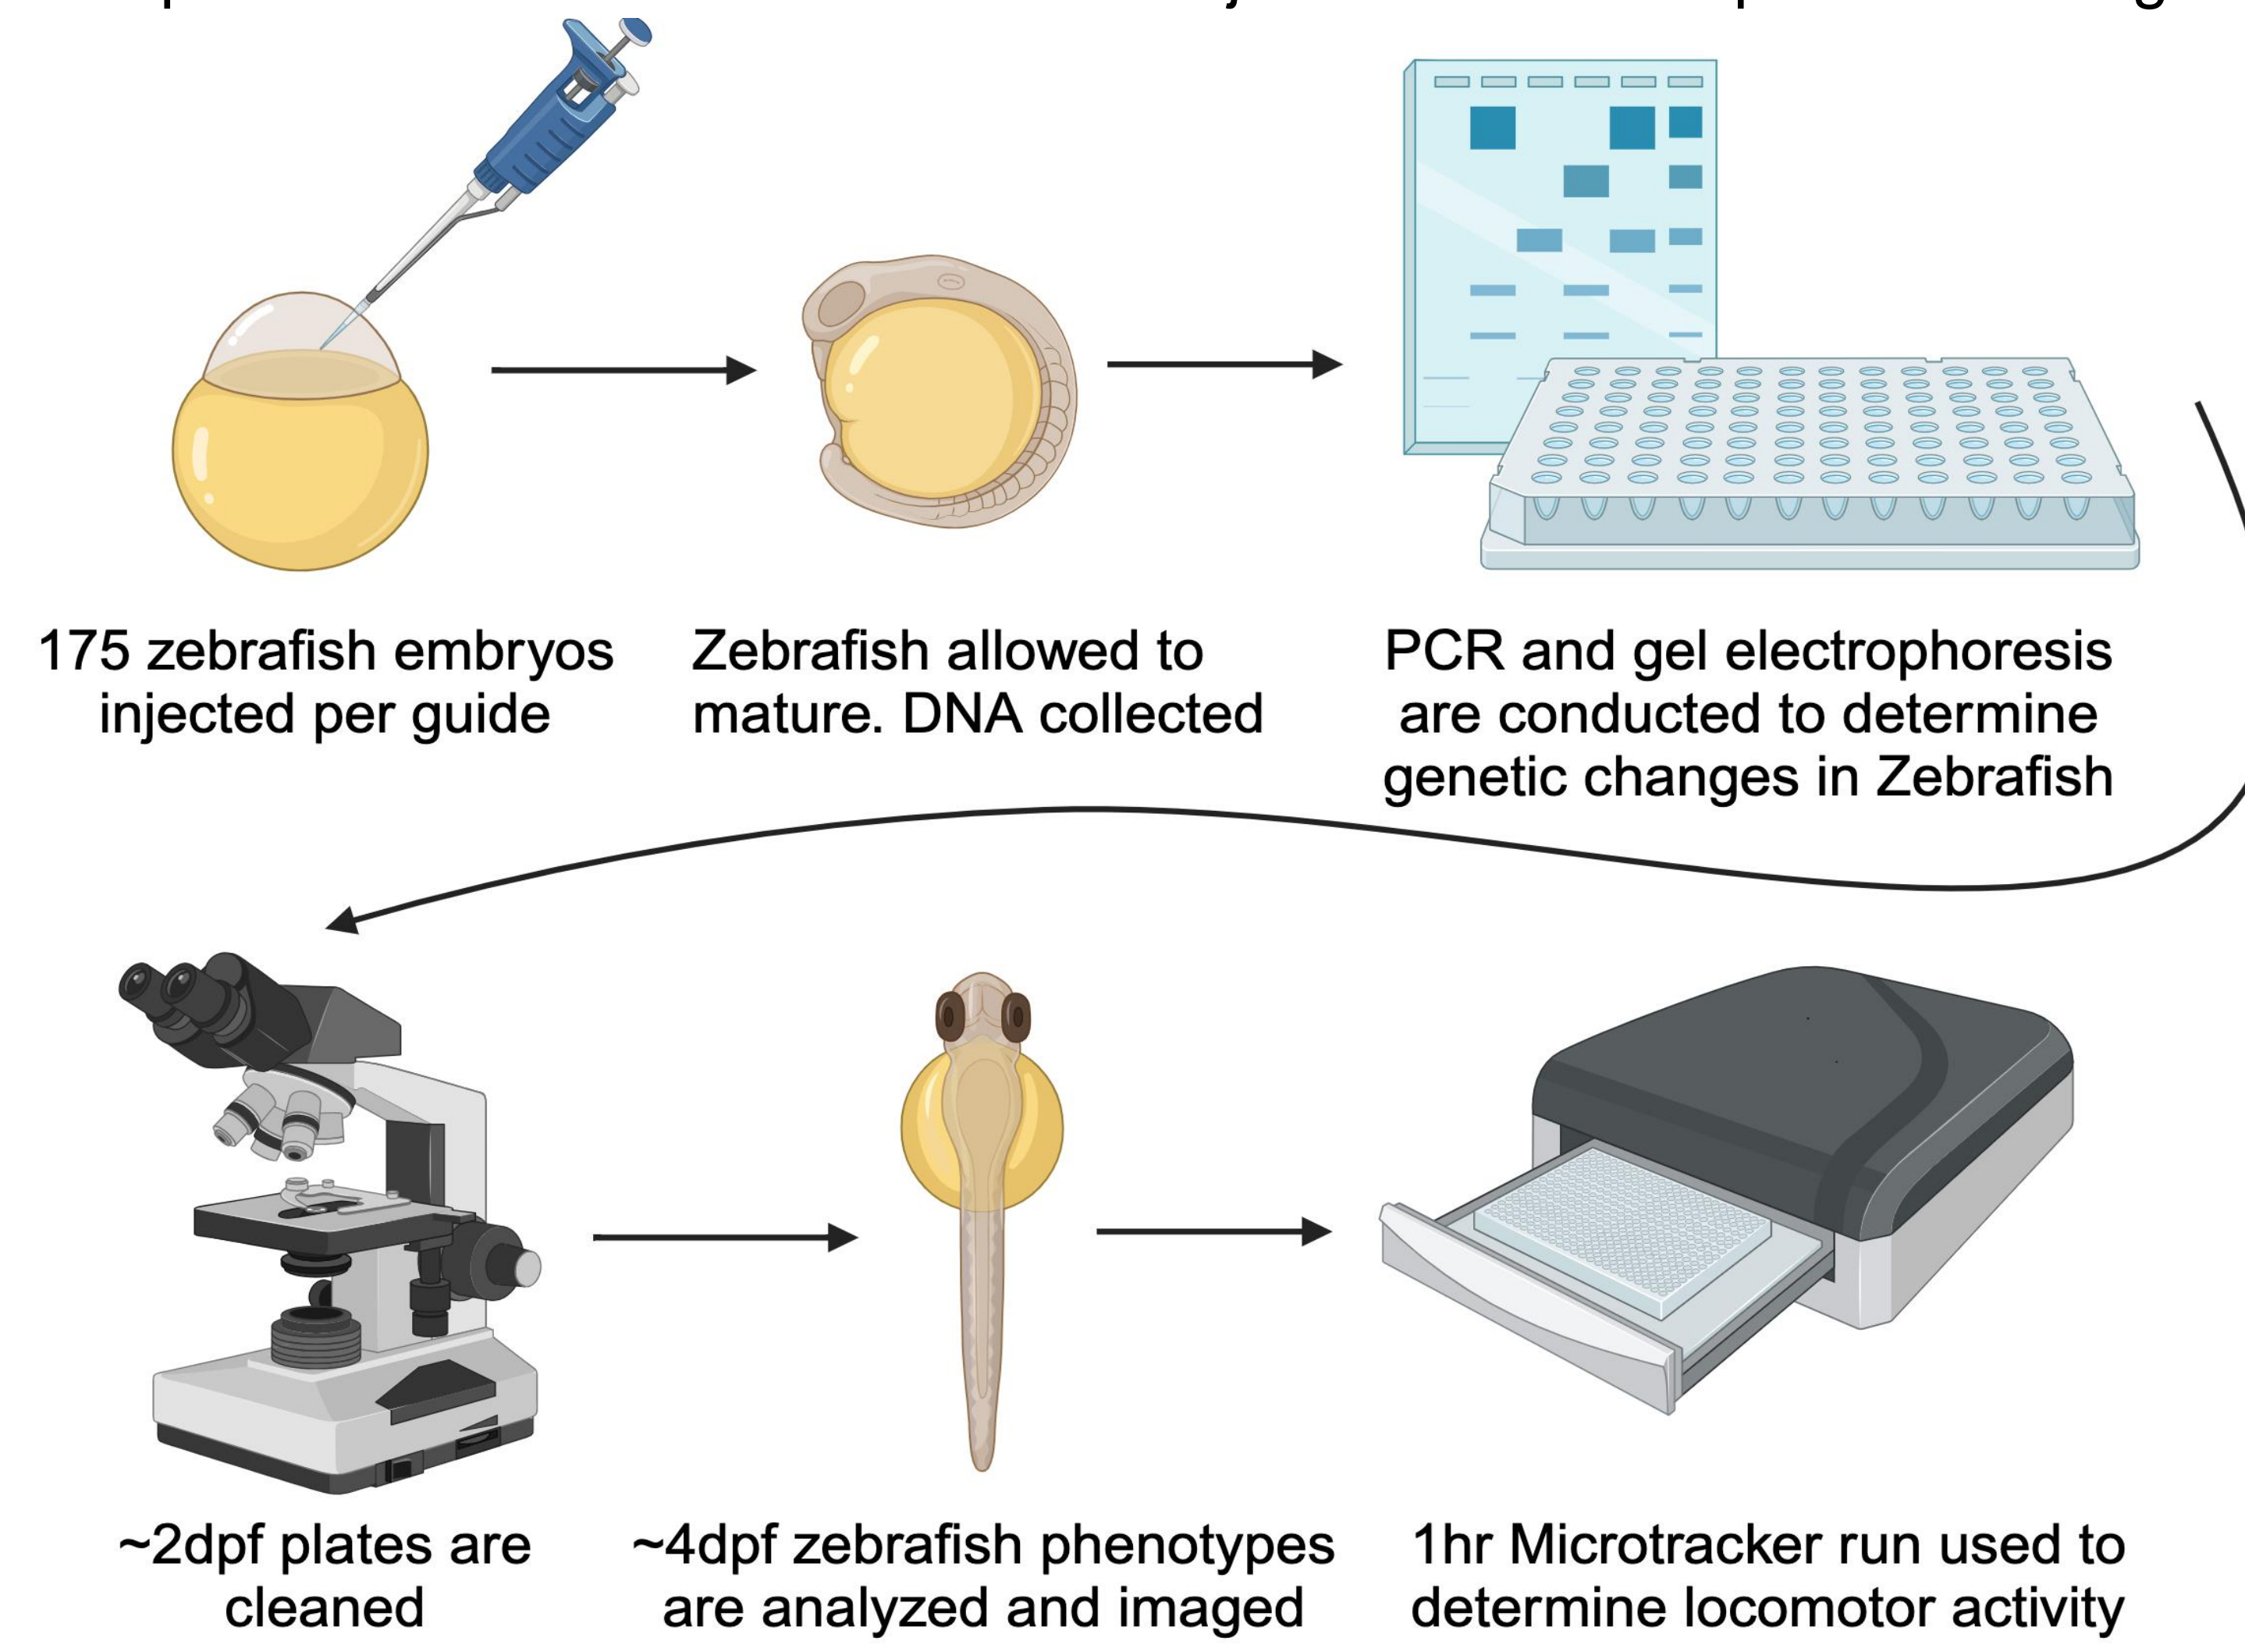 175 zebrafish embryos
injected per guide
Zebrafish allowed to
mature. DNA collected
PCR and gel electrophoresis
are conducted to determine
genetic changes in Zebrafish
~2dpf plates are
cleaned
~4dpf zebrafish phenotypes
are analyzed and imaged
1hr Microtracker run used to
determine locomotor activity